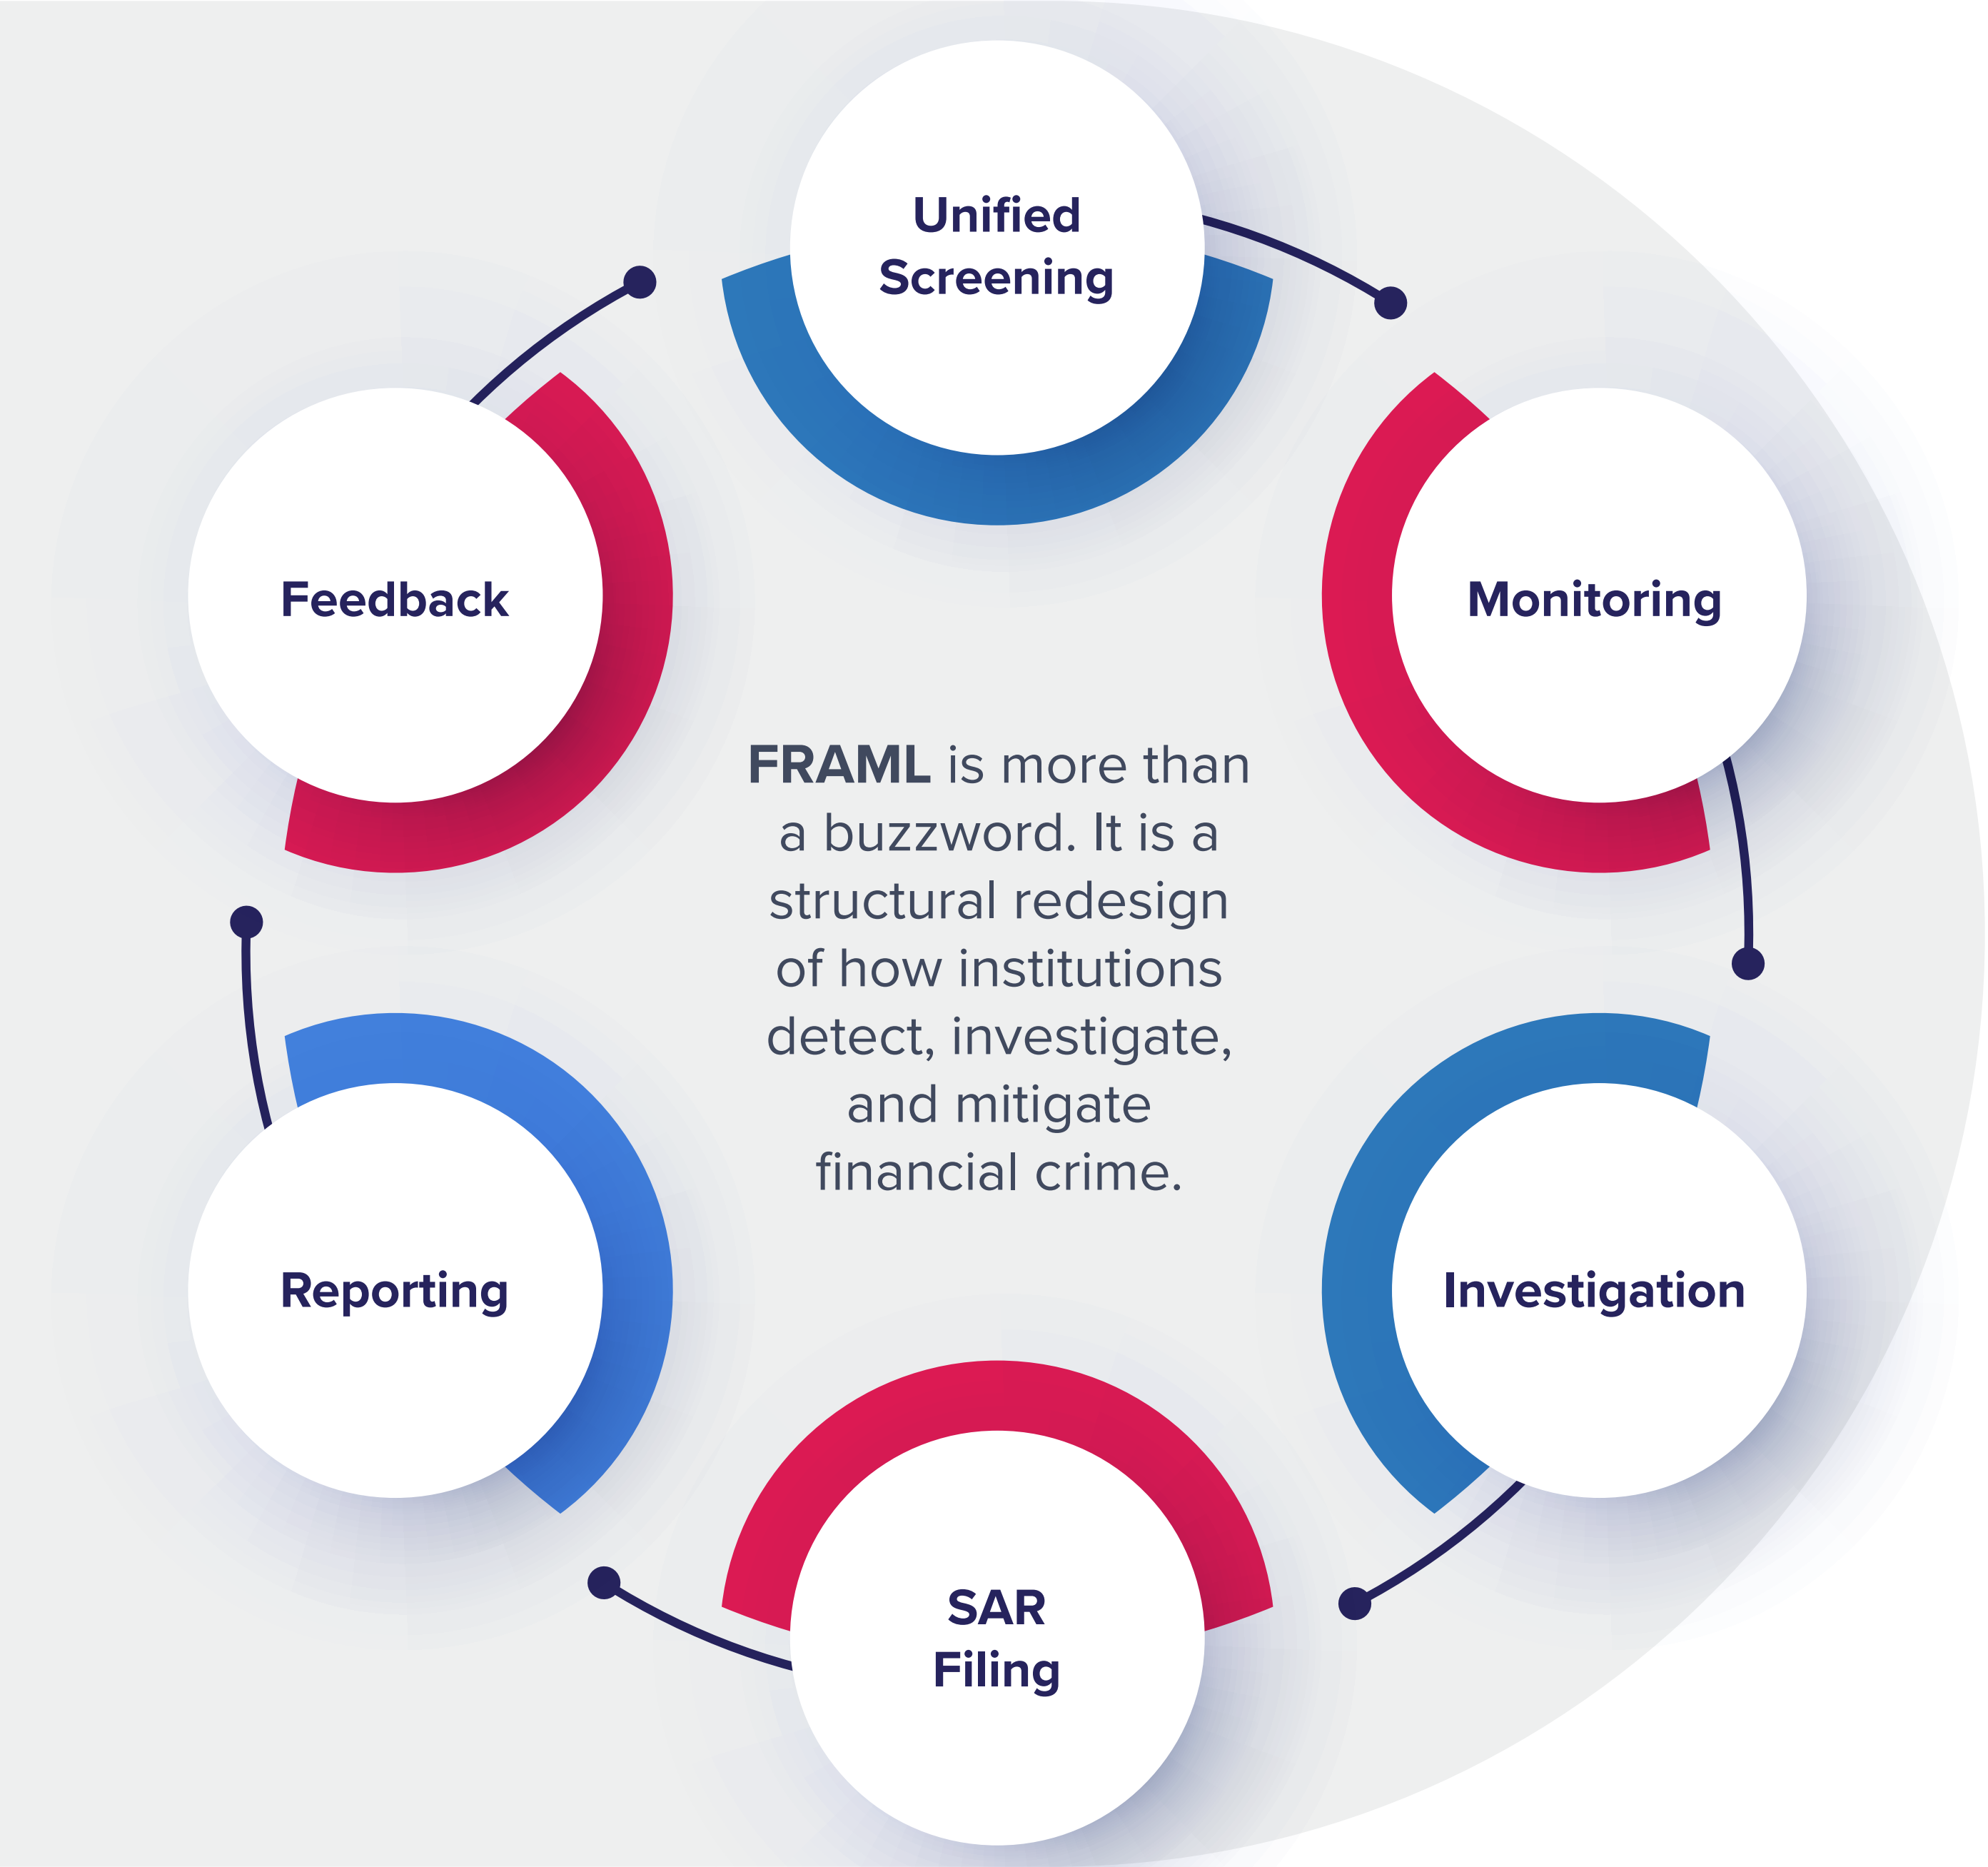 Unified
Screening
Monitoring
Investigation
SAR
Filing
Reporting
Feedback
FRAML is more than
a buzzword. It is a
structural redesign
of how institutions
detect, investigate,
and mitigate
financial crime.